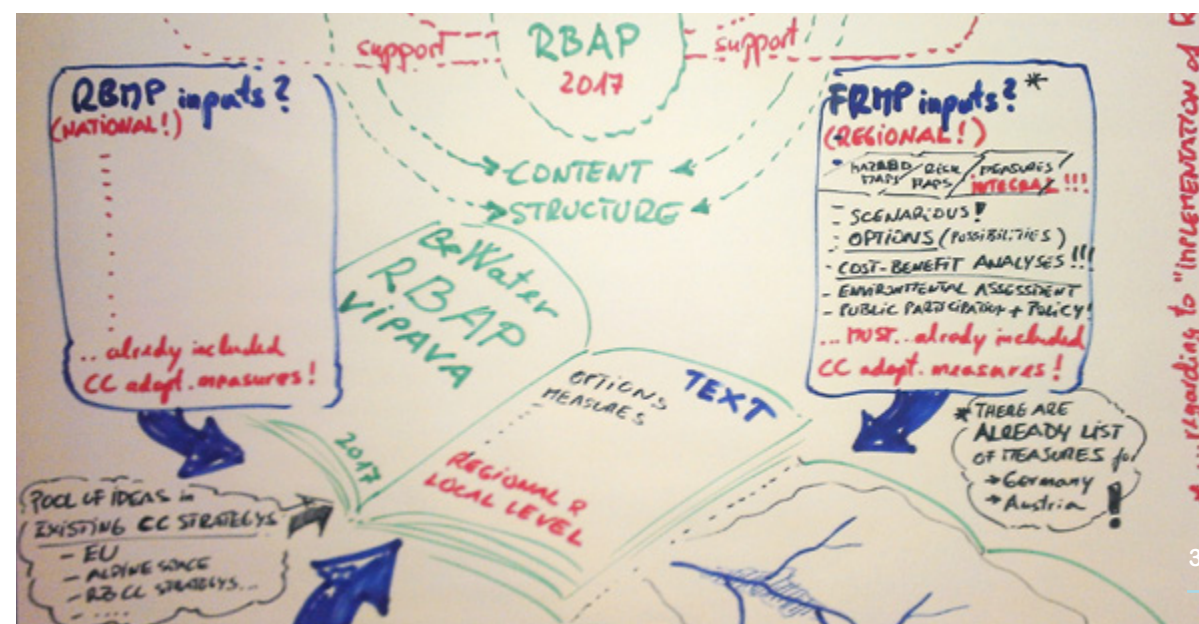 support
RBAP
2017
support
RBMP inputs?
(NATIONAL!)
.. alredy included
CC adapt. measures!
FRMP inputs? *
(REGIONAL!)
HAZARD MAPS / RISK MAPS / MEASURES
INTEGRAL !!!
- SCENARIOUS!
- OPTIONS (POSSIBILITIES)
- COST-BENEFIT ANALYSES !!!
- ENVIRONMENTAL ASSESSMENT
- PUBLIC PARTICIPATION + POLICY!
... MUST.. alredy included
CC adapt. measures!
CONTENT
STRUCTURE
BeWater
RBAP
VIPAVA
2017
OPTIONS
MEASURES
TEXT
REGIONAL &
LOCAL LEVEL
POOL OF IDEAS in
EXISTING CC STRATEGYS
- EU
- ALPINE SPACE
- RB CC STRATEGYS...
- ....
* THERE ARE
ALREADY LIST
OF MEASURES for
→ Germany
→ Austria
!
regarding to "implementation of
3